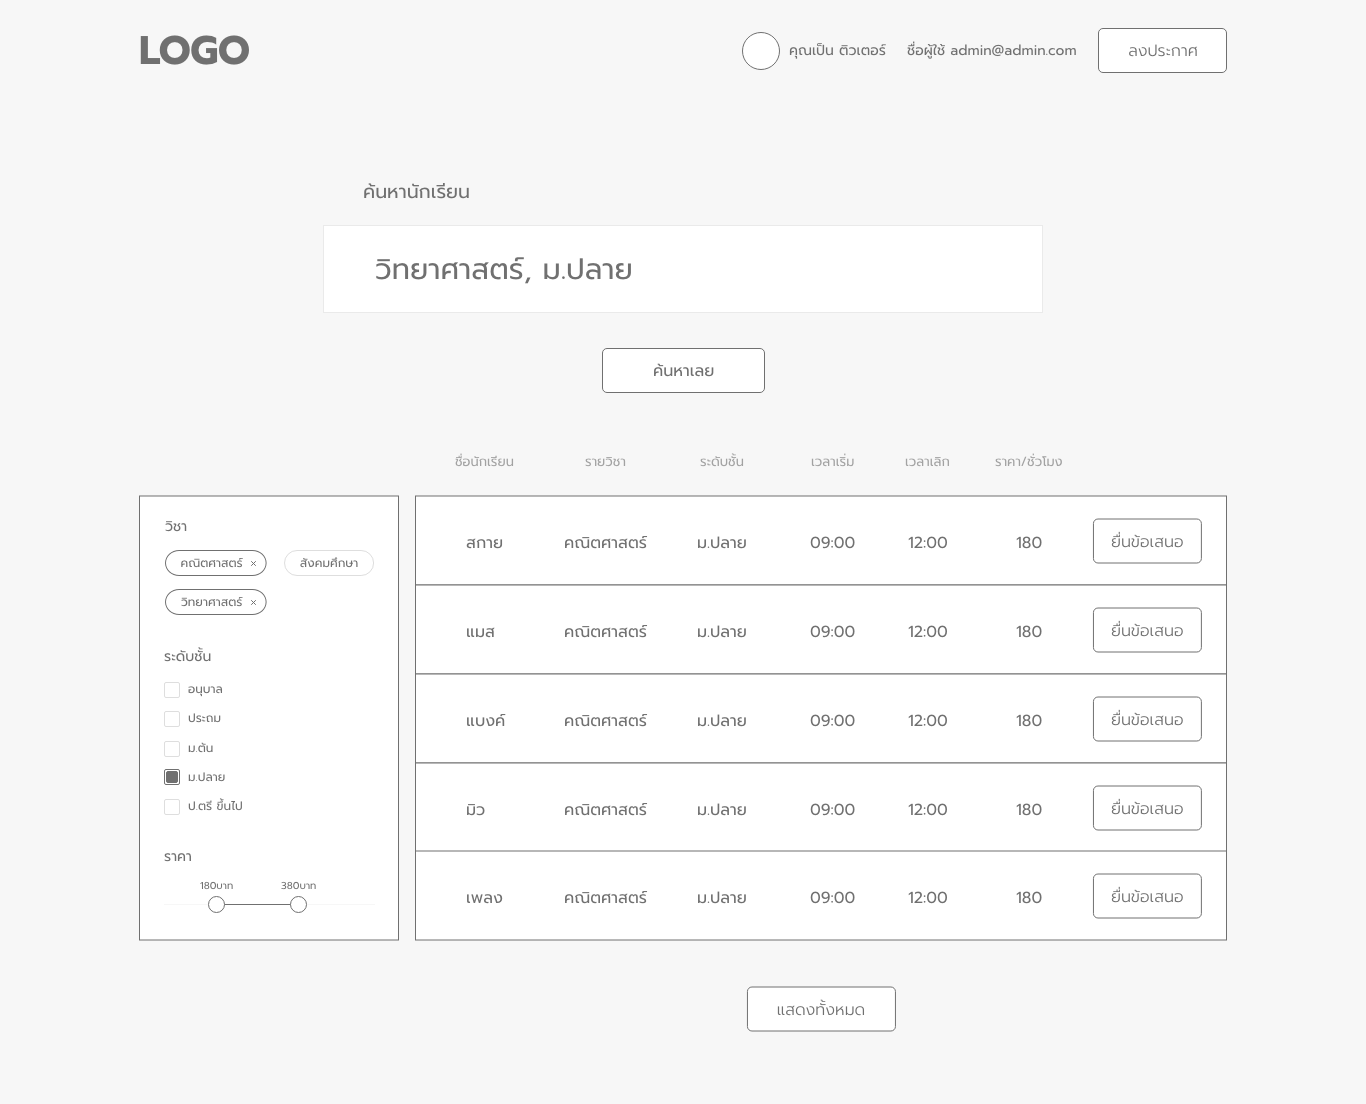 LOGO
คุณเป็น ติวเตอร์ ชื่อผู้ใช้ admin@admin.com ลงประกาศ
ค้นหานักเรียน
วิทยาศาสตร์, ม.ปลาย
ค้นหาเลย
ชื่อนักเรียน รายวิชา ระดับชั้น เวลาเริ่ม เวลาเลิก ราคา/ชั่วโมง
วิชา
คณิตศาสตร์ × สังคมศึกษา
วิทยาศาสตร์ ×
ระดับชั้น
อนุบาล
ประถม
ม.ต้น
ม.ปลาย
ป.ตรี ขึ้นไป
ราคา
180บาท 380บาท
สกาย คณิตศาสตร์ ม.ปลาย 09:00 12:00 180 ยื่นข้อเสนอ
แมส คณิตศาสตร์ ม.ปลาย 09:00 12:00 180 ยื่นข้อเสนอ
แบงค์ คณิตศาสตร์ ม.ปลาย 09:00 12:00 180 ยื่นข้อเสนอ
มิว คณิตศาสตร์ ม.ปลาย 09:00 12:00 180 ยื่นข้อเสนอ
เพลง คณิตศาสตร์ ม.ปลาย 09:00 12:00 180 ยื่นข้อเสนอ
แสดงทั้งหมด